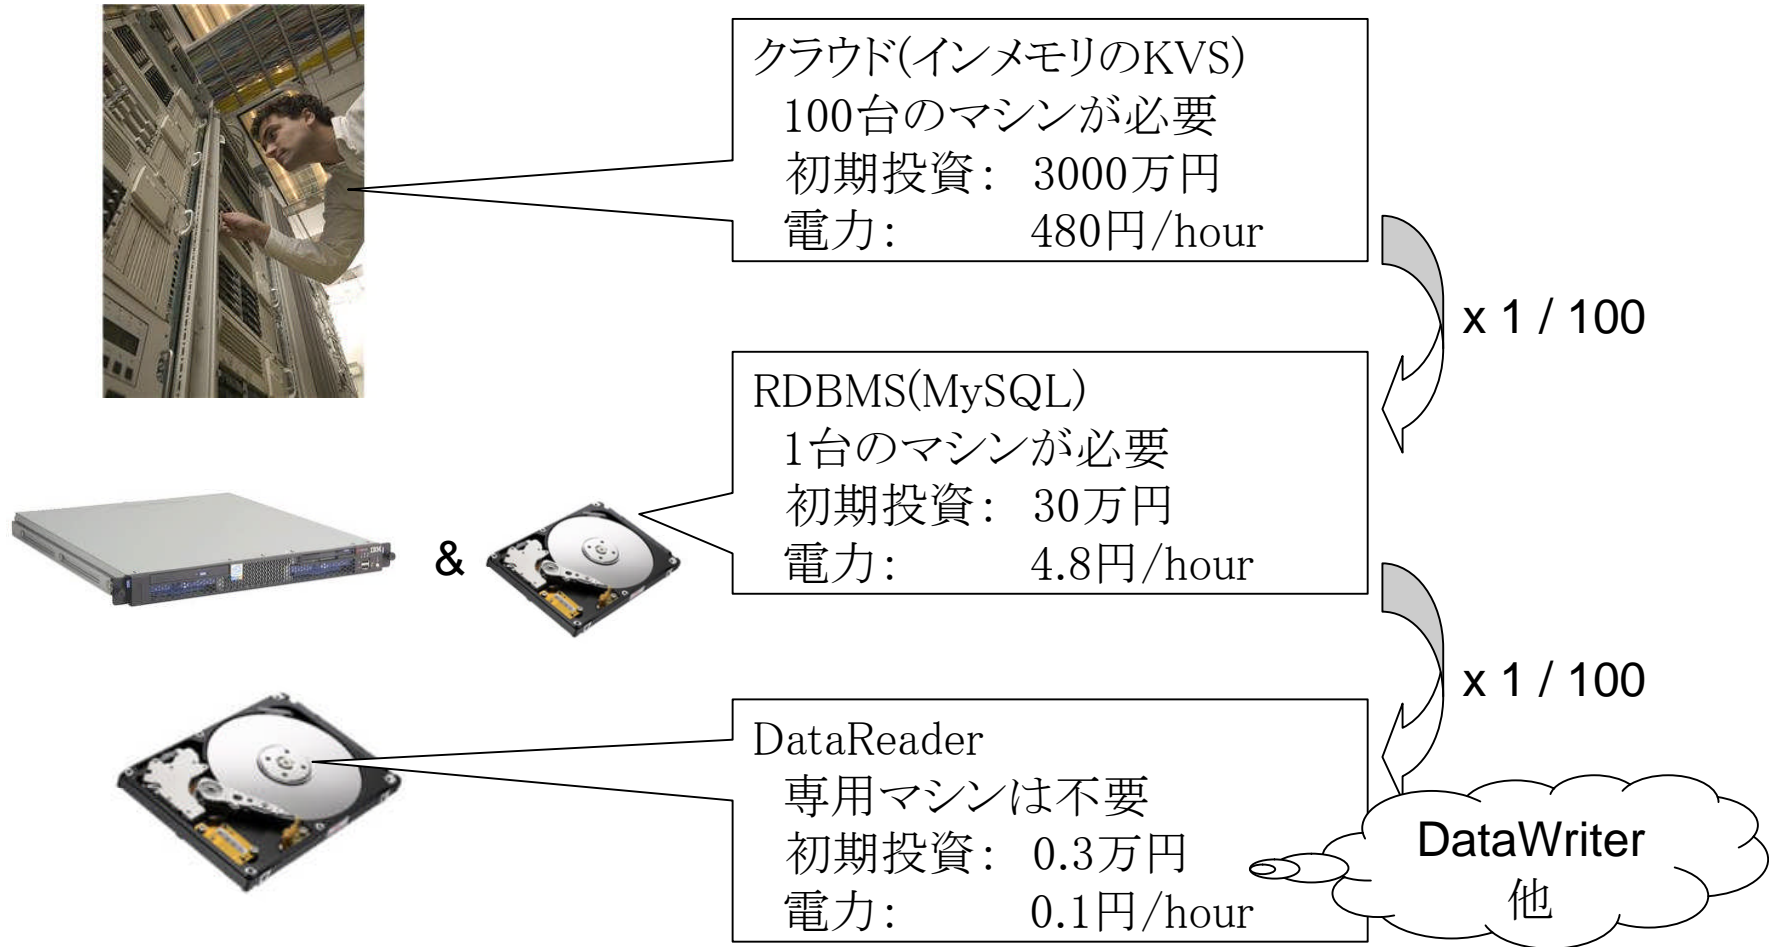 クラウド(インメモリのKVS)
100台のマシンが必要
初期投資： 3000万円
電力： 480円/hour
x 1 / 100
RDBMS(MySQL)
1台のマシンが必要
初期投資： 30万円
電力： 4.8円/hour
&
x 1 / 100
DataReader
専用マシンは不要
初期投資： 0.3万円
電力： 0.1円/hour
DataWriter
他